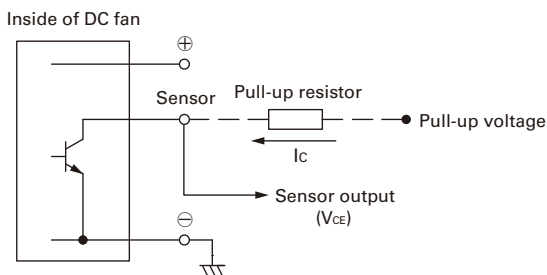 Inside of DC fan
⊕
Sensor
Pull-up resistor
Pull-up voltage
Ic
Sensor output
(VCE)
⊖